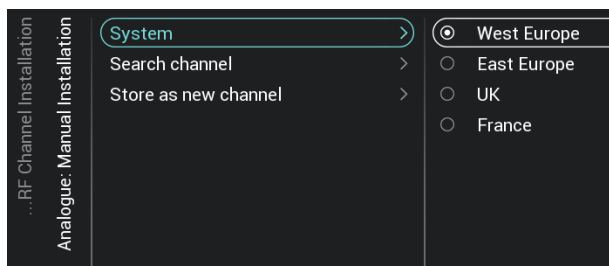 ...RF Channel Installation
Analogue: Manual Installation
System
Search channel
Store as new channel
West Europe
East Europe
UK
France